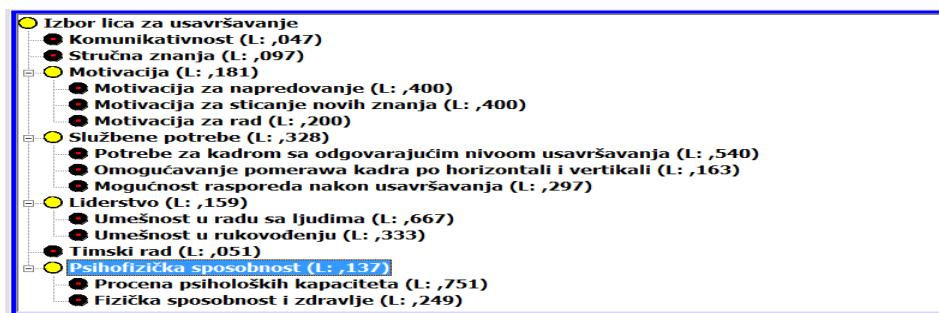 Izbor lica za usavršavanje
Komunikativnost (L: ,047)
Stručna znanja (L: ,097)
Motivacija (L: ,181)
Motivacija za napredovanje (L: ,400)
Motivacija za sticanje novih znanja (L: ,400)
Motivacija za rad (L: ,200)
Službene potrebe (L: ,328)
Potrebe za kadrom sa odgovarajućim nivoom usavršavanja (L: ,540)
Omogućavanje pomerawa kadra po horizontali i vertikali (L: ,163)
Mogućnost rasporeda nakon usavršavanja (L: ,297)
Liderstvo (L: ,159)
Umešnost u radu sa ljudima (L: ,667)
Umešnost u rukovođenju (L: ,333)
Timski rad (L: ,051)
Psihofizička sposobnost (L: ,137)
Procena psiholoških kapaciteta (L: ,751)
Fizička sposobnost i zdravlje (L: ,249)